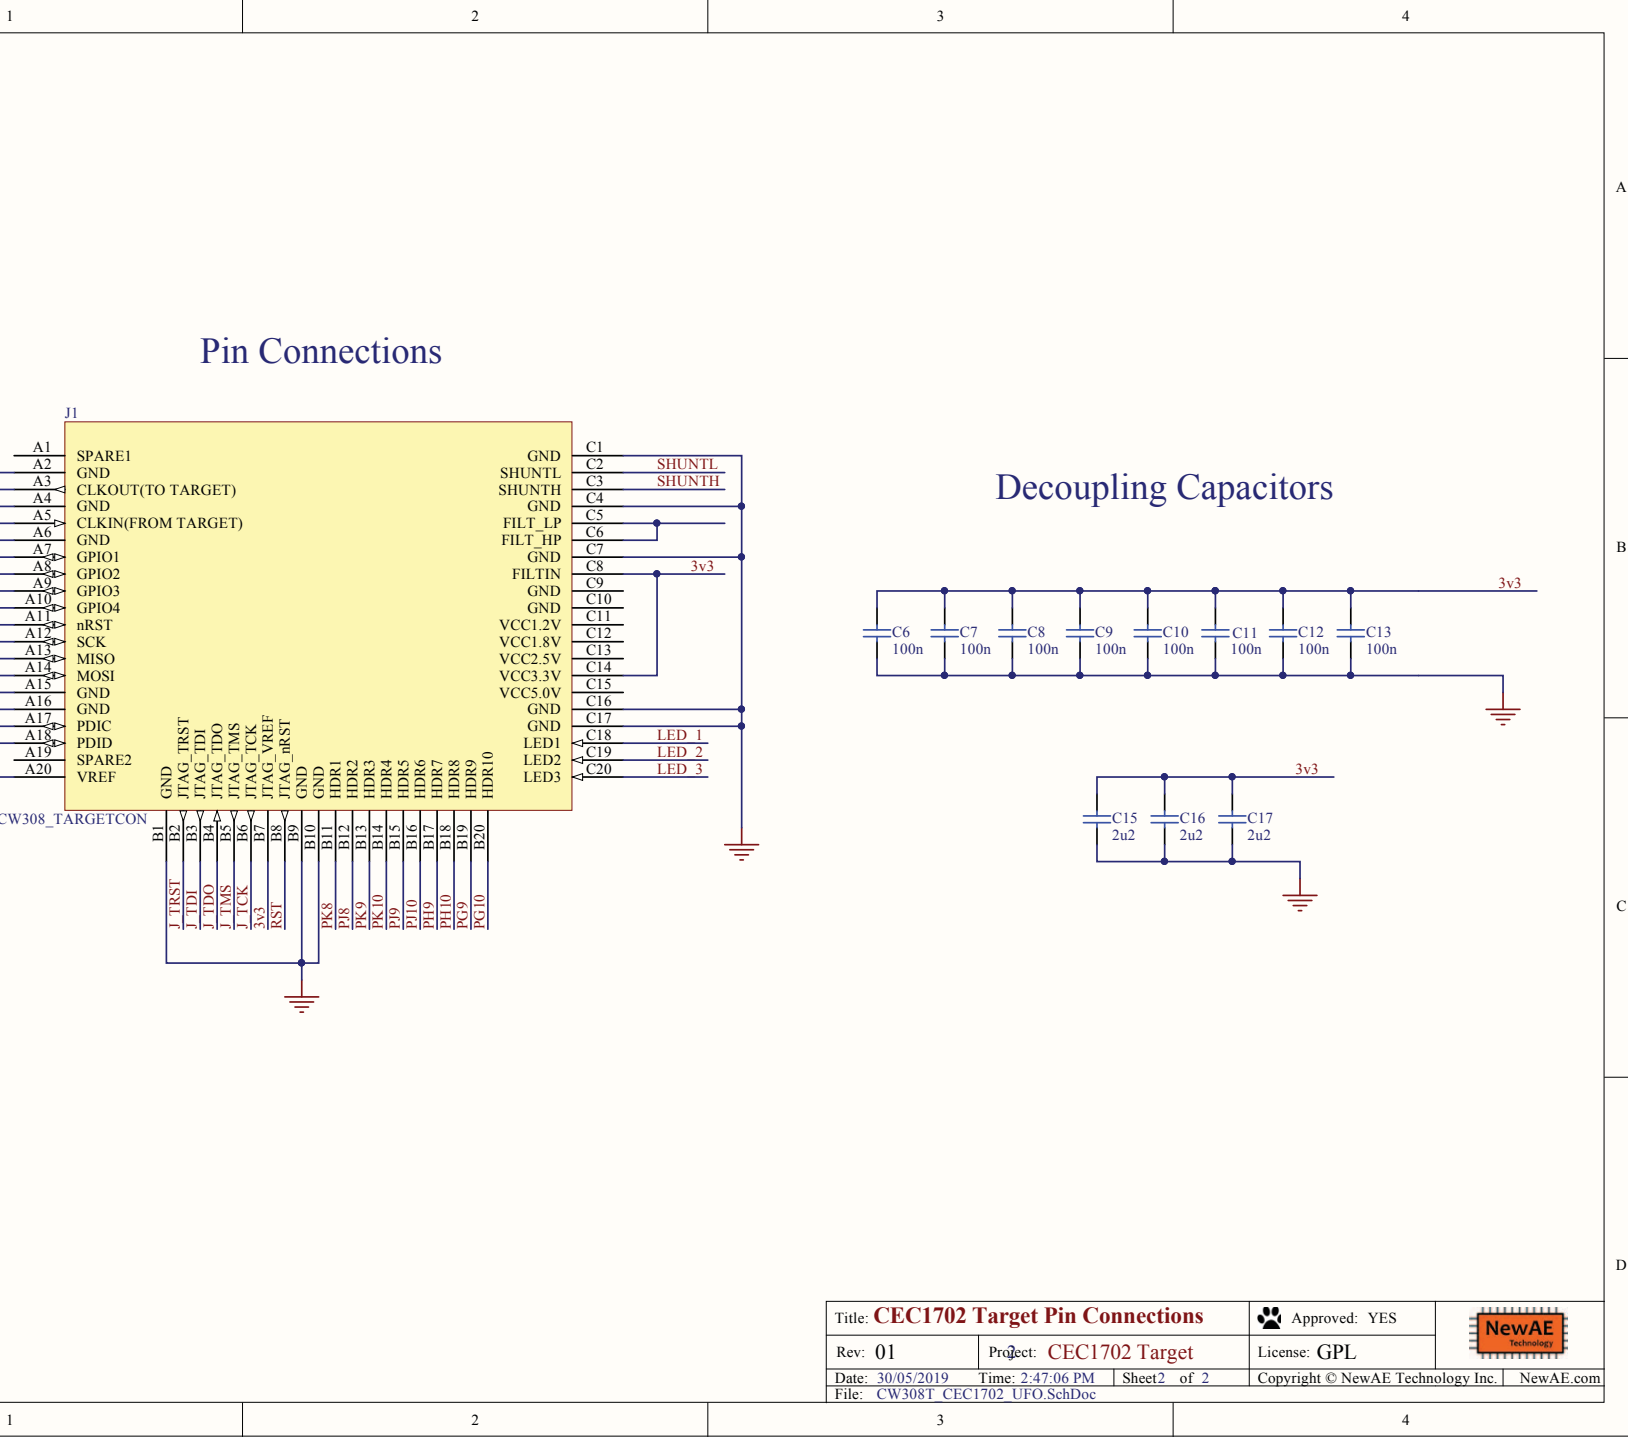 1 2 3 4
A
Pin Connections
J1
A1 SPARE1 GND C1
A2 GND SHUNTL C2 SHUNTL
A3 CLKOUT(TO TARGET) SHUNTH C3 SHUNTH
A4 GND GND C4
A5 CLKIN(FROM TARGET) FILT_LP C5
A6 GND FILT_HP C6
A7 GPIO1 GND C7
A8 GPIO2 FILTIN C8 3v3
A9 GPIO3 GND C9
A10 GPIO4 GND C10
A11 nRST VCC1.2V C11
A12 SCK VCC1.8V C12
A13 MISO VCC2.5V C13
A14 MOSI VCC3.3V C14
A15 GND VCC5.0V C15
A16 GND GND C16
A17 PDIC GND C17
A18 PDID LED1 C18 LED_1
A19 SPARE2 LED2 C19 LED_2
A20 VREF LED3 C20 LED_3
GND JTAG_TRST JTAG_TDI JTAG_TDO JTAG_TMS JTAG_TCK JTAG_VREF JTAG_nRST GND GND HDR1 HDR2 HDR3 HDR4 HDR5 HDR6 HDR7 HDR8 HDR9 HDR10
CW308_TARGETCON
B1 B2 B3 B4 B5 B6 B7 B8 B9 B10 B11 B12 B13 B14 B15 B16 B17 B18 B19 B20
J_TRST J_TDI J_TDO J_TMS J_TCK 3v3 RST PK8 PJ8 PK9 PK10 PJ9 PJ10 PH9 PH10 PG9 PG10
Decoupling Capacitors
B
3v3
C6 C7 C8 C9 C10 C11 C12 C13
100n 100n 100n 100n 100n 100n 100n 100n
3v3
C15 C16 C17
2u2 2u2 2u2
C
D
Title: CEC1702 Target Pin Connections
Approved: YES
NewAE
Technology
Rev: 01 Project: CEC1702 Target
License: GPL
Date: 30/05/2019 Time: 2:47:06 PM Sheet2 of 2
Copyright © NewAE Technology Inc. NewAE.com
File: CW308T_CEC1702_UFO.SchDoc
1 2 3 4